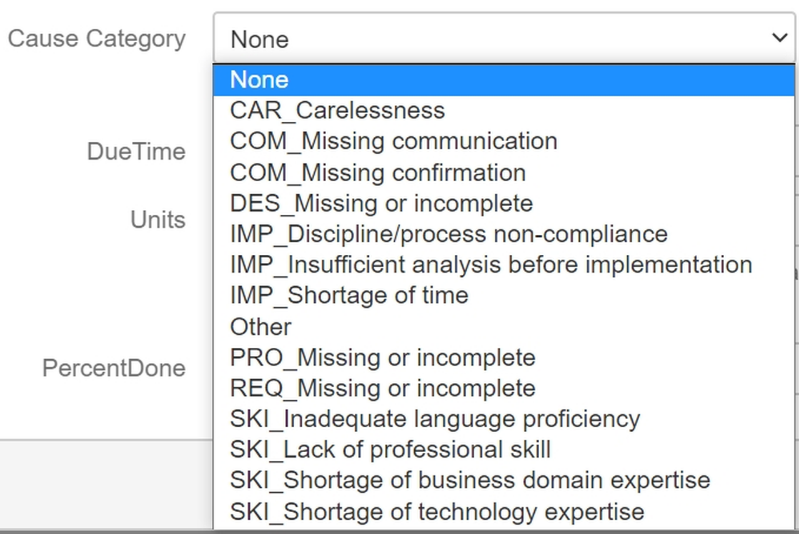 Cause Category
None
None
CAR_Carelessness
COM_Missing communication
DueTime
COM_Missing confirmation
DES_Missing or incomplete
Units
IMP_Discipline/process non-compliance
IMP_Insufficient analysis before implementation
IMP_Shortage of time
Other
PRO_Missing or incomplete
PercentDone
REQ_Missing or incomplete
SKI_Inadequate language proficiency
SKI_Lack of professional skill
SKI_Shortage of business domain expertise
SKI_Shortage of technology expertise